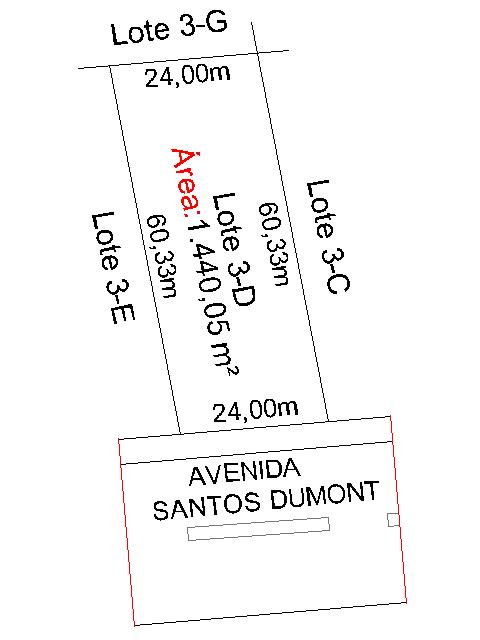 Lote 3-G
24,00m
Lote 3-E
60,33m
Área:1.440,05 m²
Lote 3-D
60,33m
Lote 3-C
24,00m
AVENIDA
SANTOS DUMONT